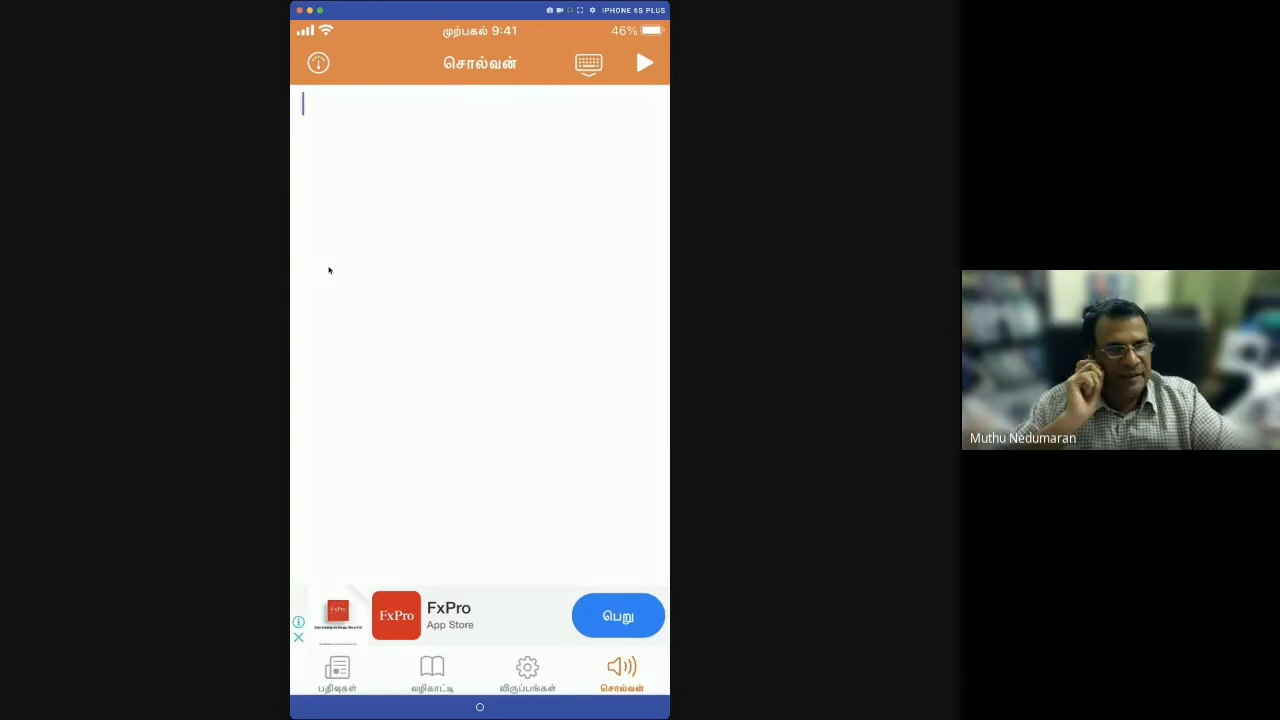 IPHONE 6S PLUS
முற்பகல் 9:41
46%
சொல்வன்
FxPro
FxPro
FxPro
App Store
பெறு
பதிவுகள்
வழிகாட்டி
விருப்பங்கள்
சொல்வன்
Muthu Nedumaran